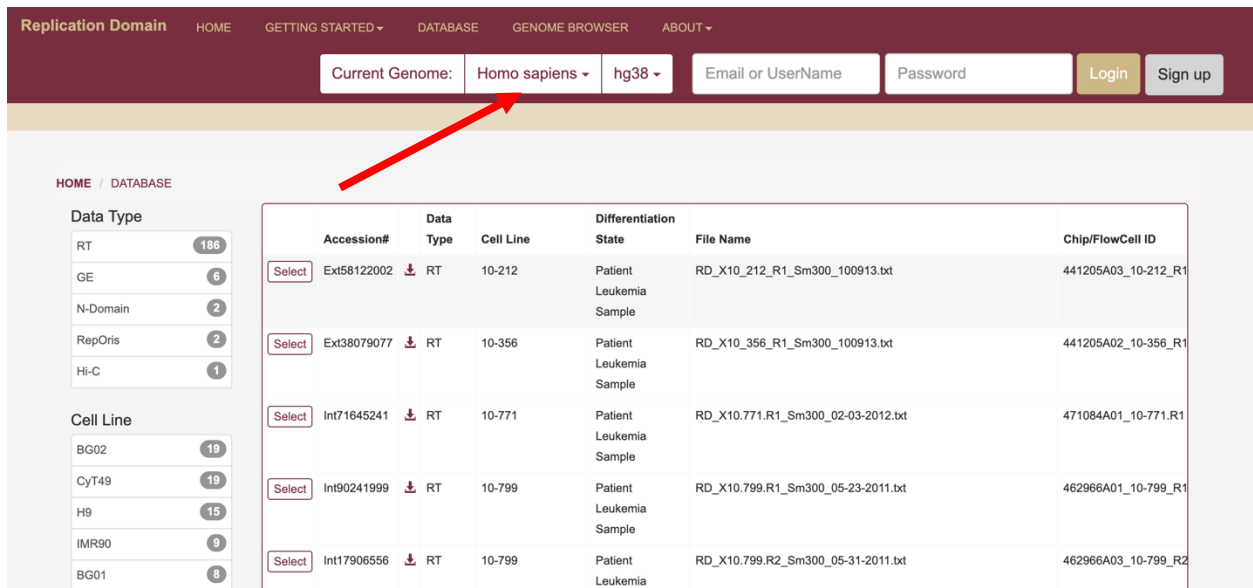 Replication Domain HOME GETTING STARTED DATABASE GENOME BROWSER ABOUT
Current Genome: Homo sapiens hg38 Email or UserName Password Login Sign up
HOME / DATABASE
Data Type
RT 186
GE 6
N-Domain 2
RepOris 2
Hi-C 1
Cell Line
BG02 19
CyT49 19
H9 15
IMR90 9
BG01 8
Accession# Data Type Cell Line Differentiation State File Name Chip/FlowCell ID
Select Ext58122002 RT 10-212 Patient Leukemia Sample RD_X10_212_R1_Sm300_100913.txt 441205A03_10-212_R1
Select Ext38079077 RT 10-356 Patient Leukemia Sample RD_X10_356_R1_Sm300_100913.txt 441205A02_10-356_R1
Select Int71645241 RT 10-771 Patient Leukemia Sample RD_X10.771.R1_Sm300_02-03-2012.txt 471084A01_10-771.R1
Select Int90241999 RT 10-799 Patient Leukemia Sample RD_X10.799.R1_Sm300_05-23-2011.txt 462966A01_10-799_R1
Select Int17906556 RT 10-799 Patient Leukemia RD_X10.799.R2_Sm300_05-31-2011.txt 462966A03_10-799_R2